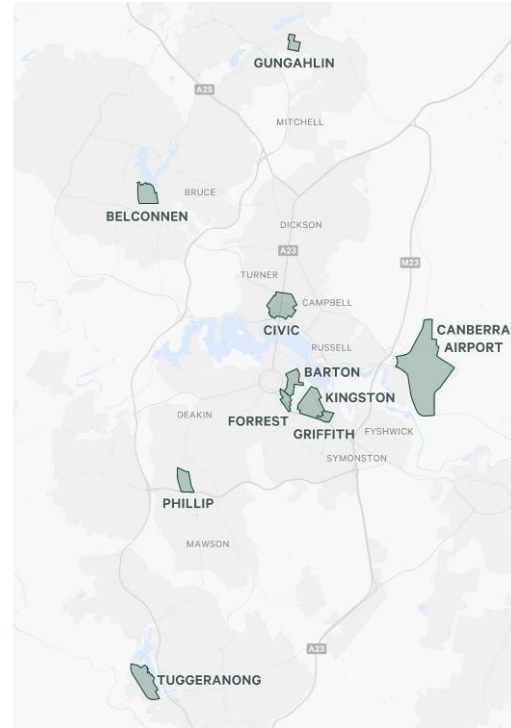 GUNGAHLIN
A25
MITCHELL
BRUCE
BELCONNEN
DICKSON
A23
M23
TURNER
CAMPBELL
CIVIC
CANBERRA
AIRPORT
RUSSELL
BARTON
KINGSTON
DEAKIN
FORREST
GRIFFITH
FYSHWICK
SYMONSTON
PHILLIP
MAWSON
A23
TUGGERANONG